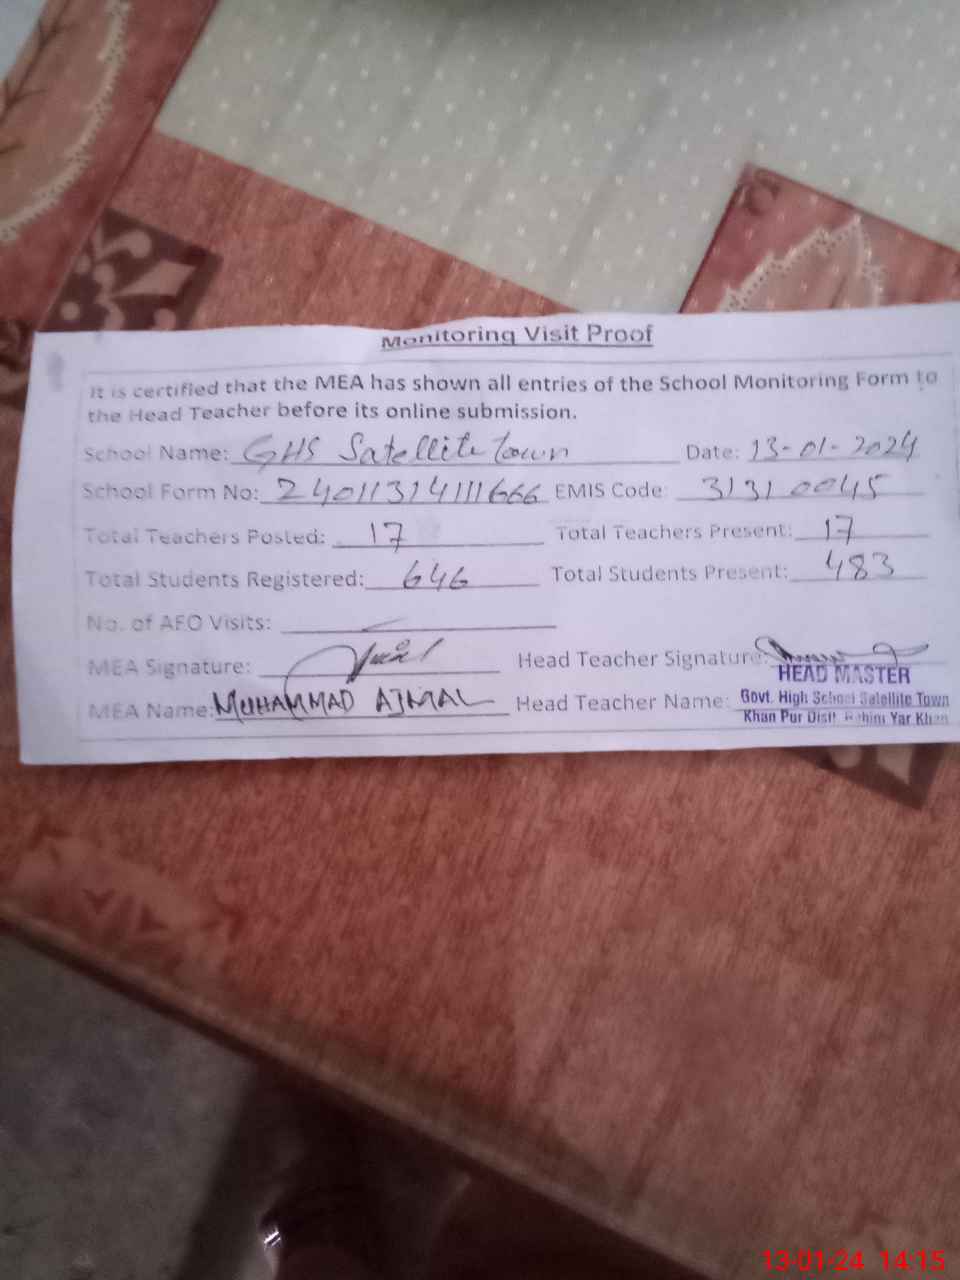 Monitoring Visit Proof
It is certified that the MEA has shown all entries of the School Monitoring Form to
the Head Teacher before its online submission.
School Name: GHS Satellite Town Date: 13-01-2024
School Form No: 240113141111666 EMIS Code: 31310045
Total Teachers Posted: 17 Total Teachers Present: 17
Total Students Registered: 646 Total Students Present: 483
No. of AEO Visits:
MEA Signature: Head Teacher Signature:
HEAD MASTER
MEA Name: MUHAMMAD AJMAL Head Teacher Name: Govt. High School Satellite Town
Khan Pur Distt Rahim Yar Khan
13-01-24 14:15